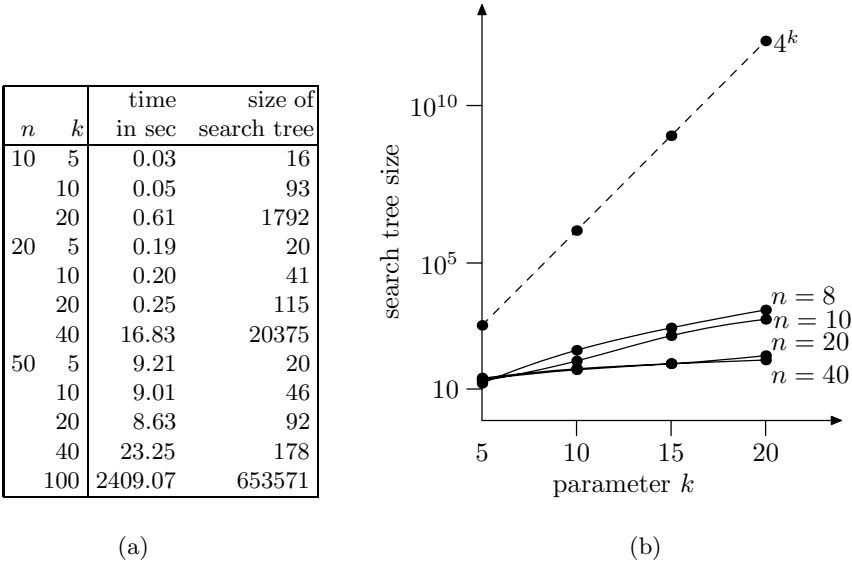 time size of
n k in sec search tree
10 5 0.03 16
10 0.05 93
20 0.61 1792
20 5 0.19 20
10 0.20 41
20 0.25 115
40 16.83 20375
50 5 9.21 20
10 9.01 46
20 8.63 92
40 23.25 178
100 2409.07 653571
(a)
search tree size
10^10
10^5
10
4^k
n = 8
n = 10
n = 20
n = 40
5 10 15 20
parameter k
(b)